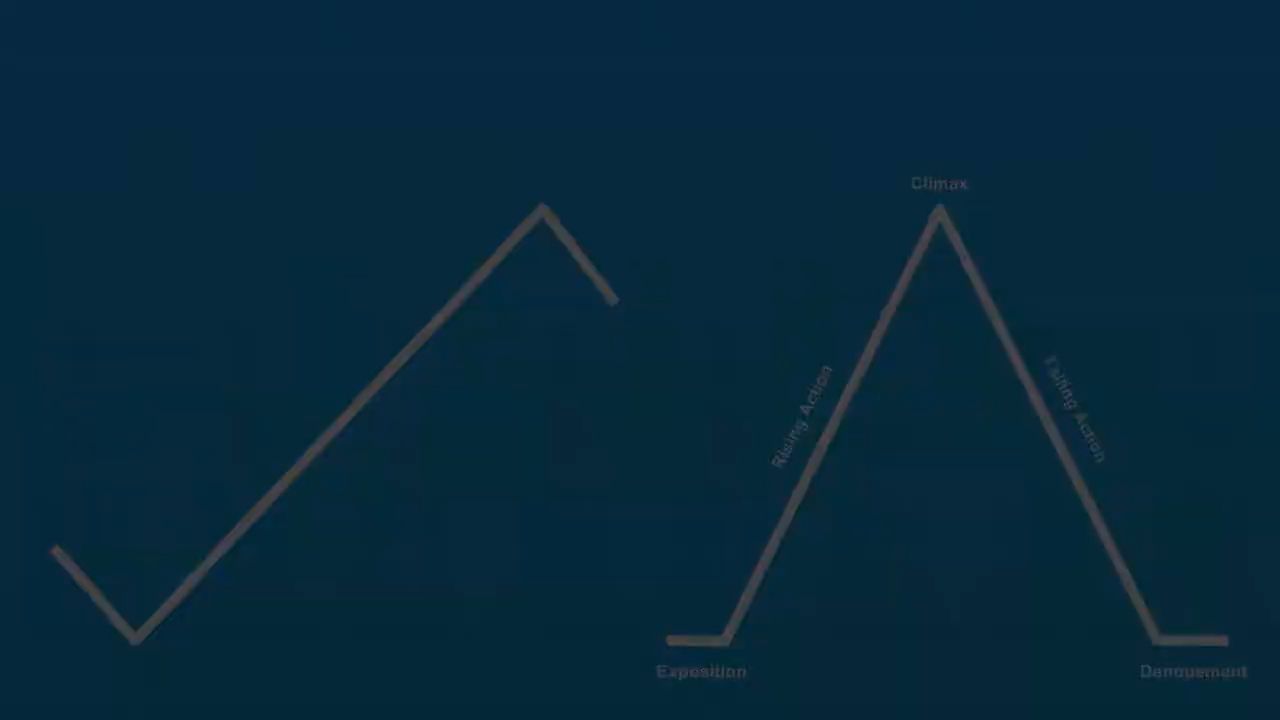 Climax
Rising Action
Falling Action
Exposition
Denouement